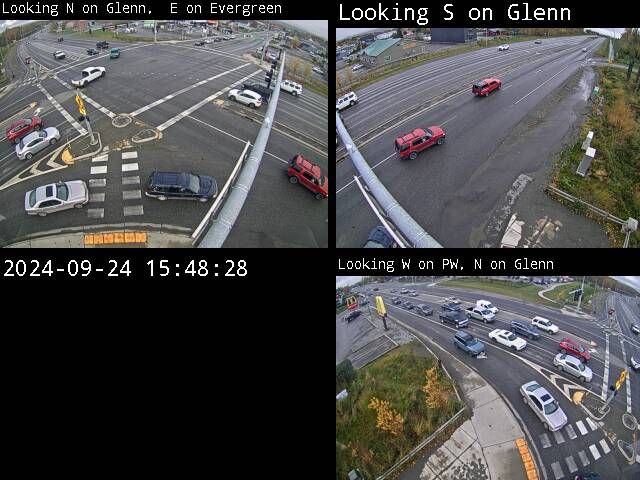 Looking N on Glenn,  E on Evergreen
Looking S on Glenn
2024-09-24 15:48:28
Looking W on PW, N on Glenn